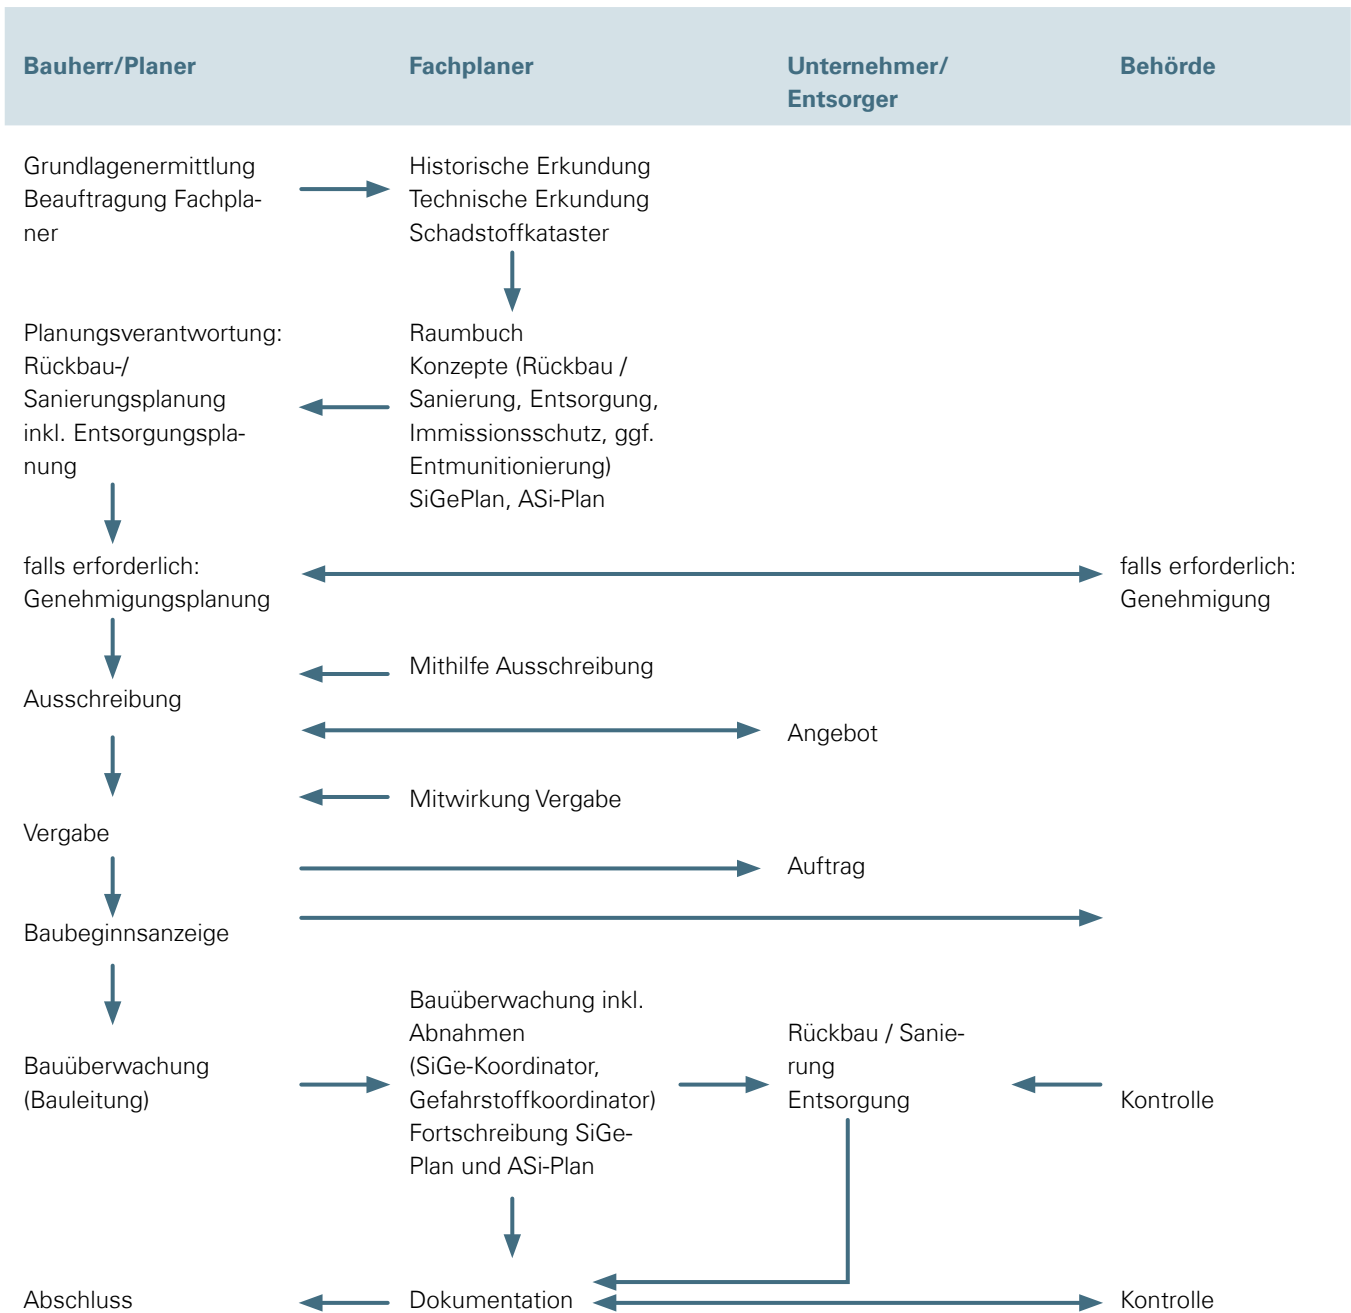 Bauherr/Planer
Fachplaner
Unternehmer/
Entsorger
Behörde
Grundlagenermittlung
Beauftragung Fachpla-
ner
Historische Erkundung
Technische Erkundung
Schadstoffkataster
Planungsverantwortung:
Rückbau-/
Sanierungsplanung
inkl. Entsorgungspla-
nung
Raumbuch
Konzepte (Rückbau /
Sanierung, Entsorgung,
Immissionsschutz, ggf.
Entmunitionierung)
SiGePlan, ASi-Plan
falls erforderlich:
Genehmigungsplanung
falls erforderlich:
Genehmigung
Mithilfe Ausschreibung
Ausschreibung
Angebot
Mitwirkung Vergabe
Vergabe
Auftrag
Baubeginnsanzeige
Bauüberwachung
(Bauleitung)
Bauüberwachung inkl.
Abnahmen
(SiGe-Koordinator,
Gefahrstoffkoordinator)
Fortschreibung SiGe-
Plan und ASi-Plan
Rückbau / Sanie-
rung
Entsorgung
Kontrolle
Abschluss
Dokumentation
Kontrolle